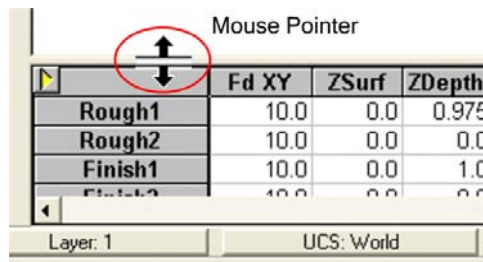 Mouse Pointer
Fd XY ZSurf ZDepth
Rough1 10.0 0.0 0.975
Rough2 10.0 0.0 0.0
Finish1 10.0 0.0 1.0
Layer: 1 UCS: World